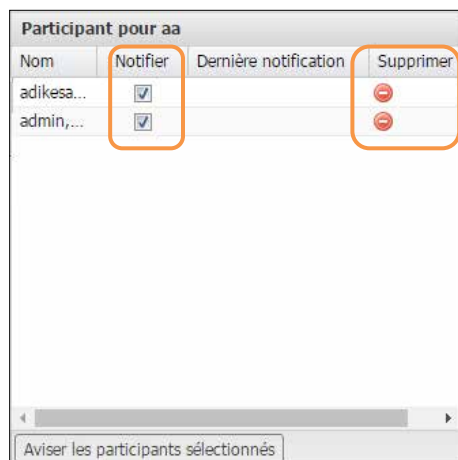 Participant pour aa
Nom Notifier Dernière notification Supprimer
adikesa...
admin,...
Aviser les participants sélectionnés